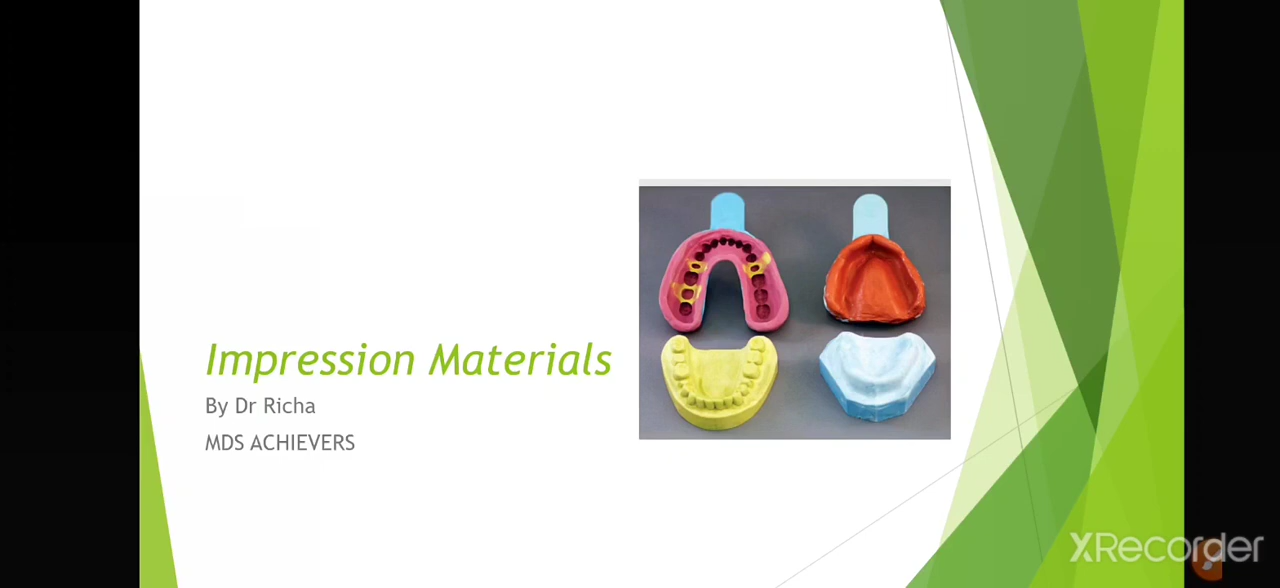 Impression Materials
By Dr Richa
MDS ACHIEVERS
XRecorder